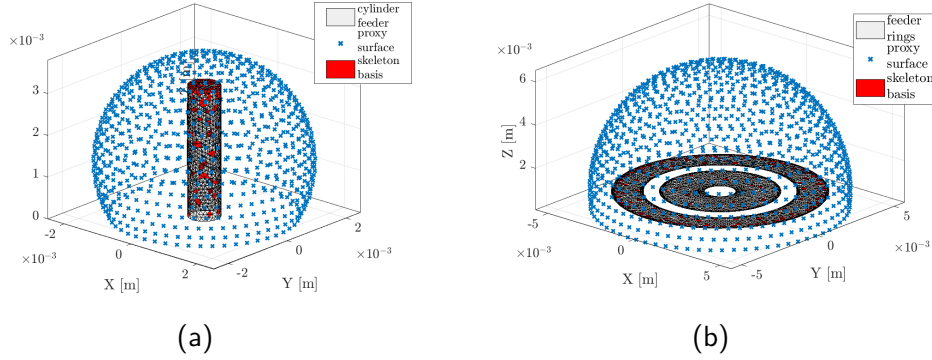 ×10⁻³
3
2
1
0
-2
0
2
×10⁻³
X [m]
-2
0
2
×10⁻³
Y [m]
cylinder
feeder
proxy
surface
skeleton
basis
(a)
×10⁻³
Z [m]
6
4
2
-5
0
5
×10⁻³
X [m]
-5
0
5
×10⁻³
Y [m]
feeder
rings
proxy
surface
skeleton
basis
(b)